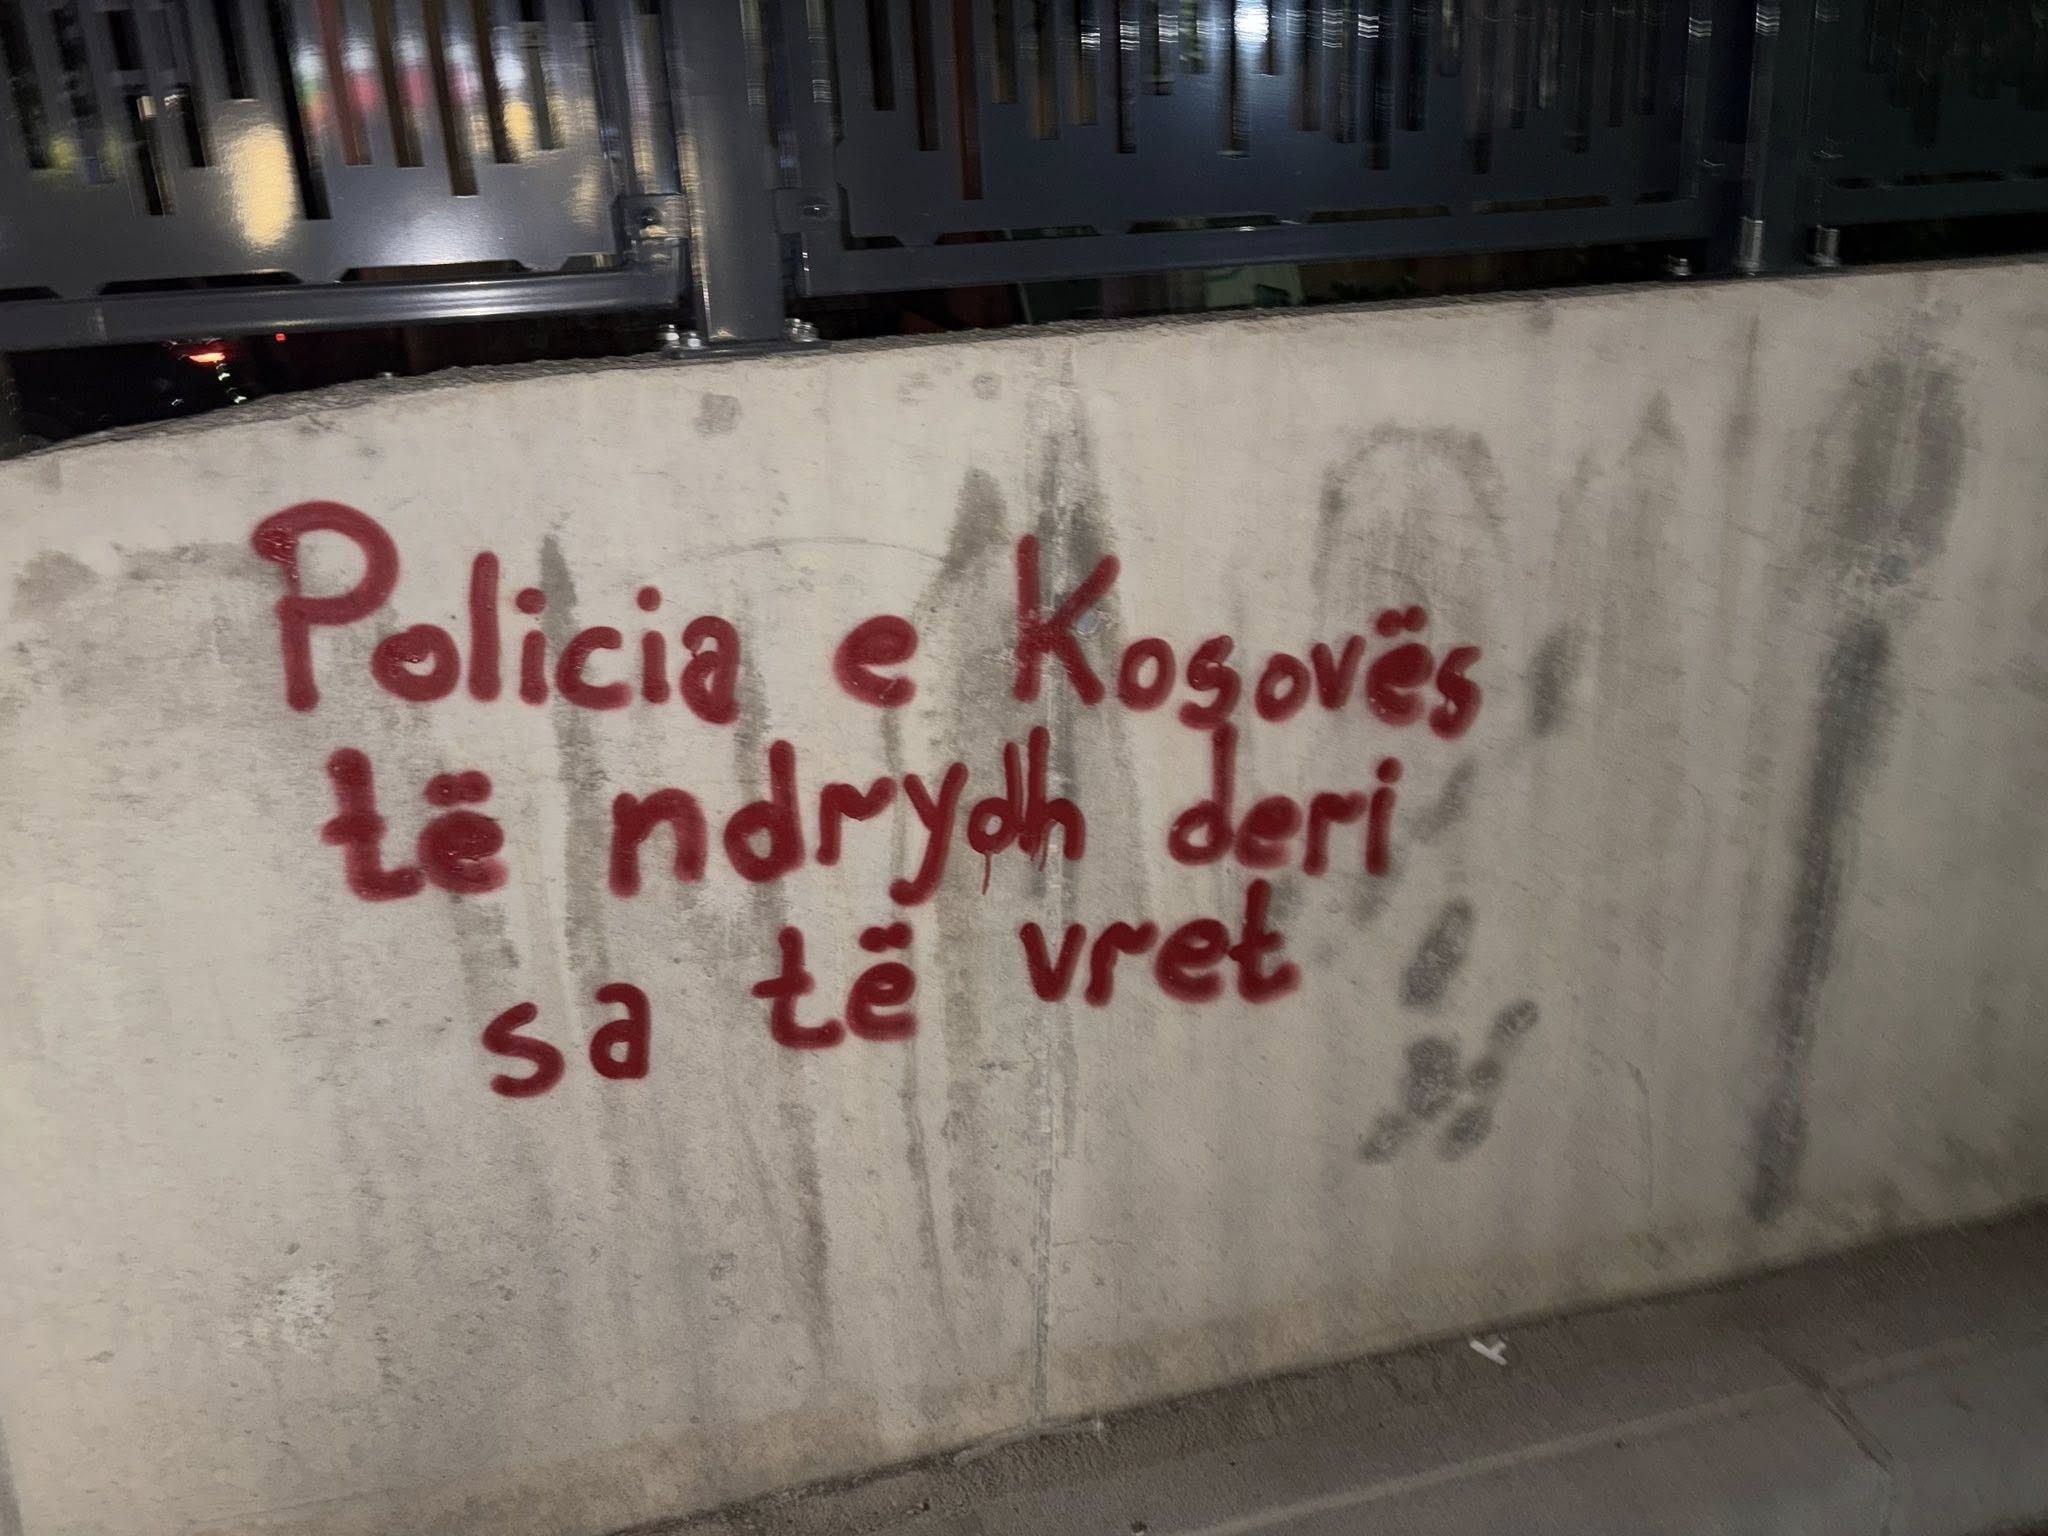 Policia e Kosovës
të ndrydh deri
sa të vret